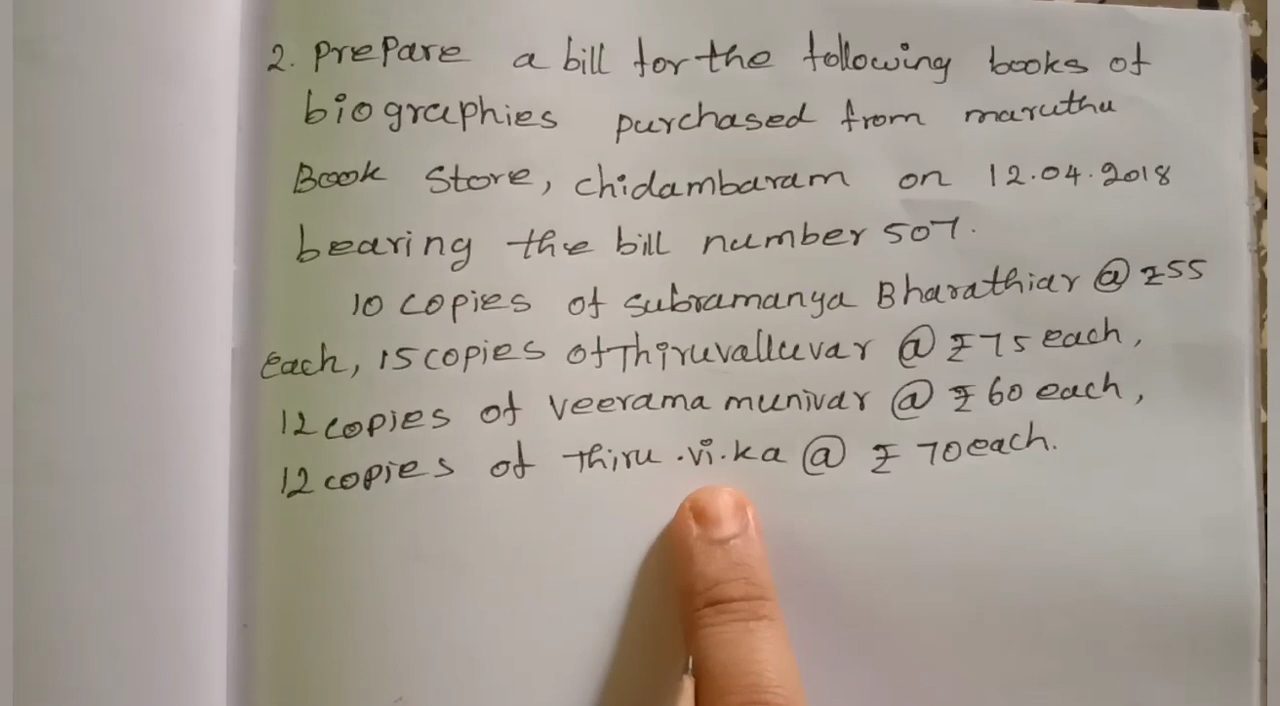 2. Prepare a bill for the following books of
biographies purchased from maruthu
Book Store, chidambaram on 12.04.2018
bearing the bill number 507.
10 copies of subramanya Bharathiar @ ₹55
each, 15 copies of Thiruvalluvar @ ₹75 each,
12 copies of veerama munivar @ ₹60 each,
12 copies of Thiru.vi.ka @ ₹70 each.